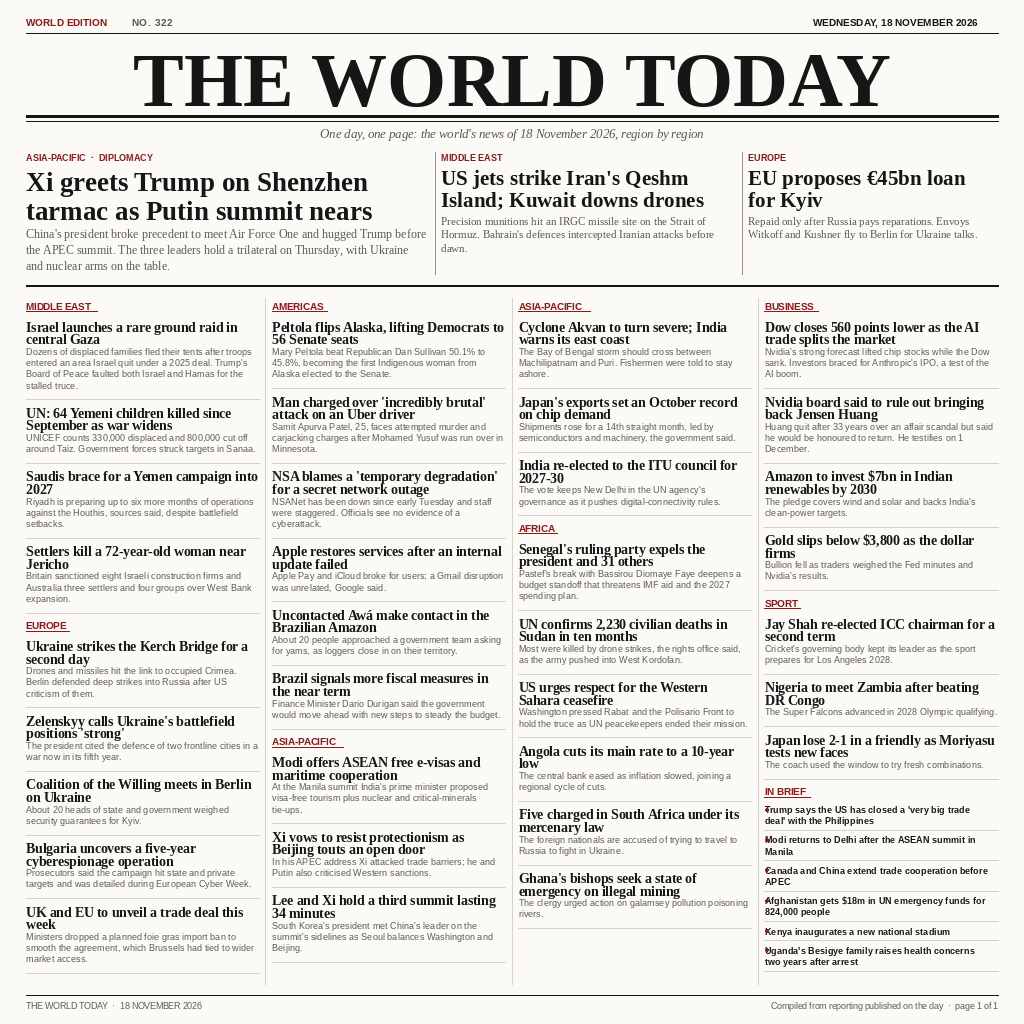 WORLD EDITION NO. 322 WEDNESDAY, 18 NOVEMBER 2026
THE WORLD TODAY
One day, one page: the world's news of 18 November 2026, region by region
ASIA-PACIFIC · DIPLOMACY
Xi greets Trump on Shenzhen
tarmac as Putin summit nears
China's president broke precedent to meet Air Force One and hugged Trump before
the APEC summit. The three leaders hold a trilateral on Thursday, with Ukraine
and nuclear arms on the table.
MIDDLE EAST
US jets strike Iran's Qeshm
Island; Kuwait downs drones
Precision munitions hit an IRGC missile site on the Strait of
Hormuz. Bahrain's defences intercepted Iranian attacks before
dawn.
EUROPE
EU proposes €45bn loan
for Kyiv
Repaid only after Russia pays reparations. Envoys
Witkoff and Kushner fly to Berlin for Ukraine talks.
MIDDLE EAST
Israel launches a rare ground raid in
central Gaza
Dozens of displaced families fled their tents after troops
entered an area Israel quit under a 2025 deal. Trump's
Board of Peace faulted both Israel and Hamas for the
stalled truce.
UN: 64 Yemeni children killed since
September as war widens
UNICEF counts 330,000 displaced and 800,000 cut off
around Taiz. Government forces struck targets in Sanaa.
Saudis brace for a Yemen campaign into
2027
Riyadh is preparing up to six more months of operations
against the Houthis, sources said, despite battlefield
setbacks.
Settlers kill a 72-year-old woman near
Jericho
Britain sanctioned eight Israeli construction firms and
Australia three settlers and four groups over West Bank
expansion.
EUROPE
Ukraine strikes the Kerch Bridge for a
second day
Drones and missiles hit the link to occupied Crimea.
Berlin defended deep strikes into Russia after US
criticism of them.
Zelenskyy calls Ukraine's battlefield
positions 'strong'
The president cited the defence of two frontline cities in a
war now in its fifth year.
Coalition of the Willing meets in Berlin
on Ukraine
About 20 heads of state and government weighed
security guarantees for Kyiv.
Bulgaria uncovers a five-year
cyberespionage operation
Prosecutors said the campaign hit state and private
targets and was detailed during European Cyber Week.
UK and EU to unveil a trade deal this
week
Ministers dropped a planned foie gras import ban to
smooth the agreement, which Brussels had tied to wider
market access.
AMERICAS
Peltola flips Alaska, lifting Democrats to
56 Senate seats
Mary Peltola beat Republican Dan Sullivan 50.1% to
45.8%, becoming the first Indigenous woman from
Alaska elected to the Senate.
Man charged over 'incredibly brutal'
attack on an Uber driver
Samit Apurva Patel, 25, faces attempted murder and
carjacking charges after Mohamed Yusuf was run over in
Minnesota.
NSA blames a 'temporary degradation'
for a secret network outage
NSANet has been down since early Tuesday and staff
were staggered. Officials see no evidence of a
cyberattack.
Apple restores services after an internal
update failed
Apple Pay and iCloud broke for users; a Gmail disruption
was unrelated, Google said.
Uncontacted Awá make contact in the
Brazilian Amazon
About 20 people approached a government team asking
for yams, as loggers close in on their territory.
Brazil signals more fiscal measures in
the near term
Finance Minister Dario Durigan said the government
would move ahead with new steps to steady the budget.
ASIA-PACIFIC
Modi offers ASEAN free e-visas and
maritime cooperation
At the Manila summit India's prime minister proposed
visa-free tourism plus nuclear and critical-minerals
tie-ups.
Xi vows to resist protectionism as
Beijing touts an open door
In his APEC address Xi attacked trade barriers; he and
Putin also criticised Western sanctions.
Lee and Xi hold a third summit lasting
34 minutes
South Korea's president met China's leader on the
summit's sidelines as Seoul balances Washington and
Beijing.
ASIA-PACIFIC
Cyclone Akvan to turn severe; India
warns its east coast
The Bay of Bengal storm should cross between
Machilipatnam and Puri. Fishermen were told to stay
ashore.
Japan's exports set an October record
on chip demand
Shipments rose for a 14th straight month, led by
semiconductors and machinery, the government said.
India re-elected to the ITU council for
2027-30
The vote keeps New Delhi in the UN agency's
governance as it pushes digital-connectivity rules.
AFRICA
Senegal's ruling party expels the
president and 31 others
Pastef's break with Bassirou Diomaye Faye deepens a
budget standoff that threatens IMF aid and the 2027
spending plan.
UN confirms 2,230 civilian deaths in
Sudan in ten months
Most were killed by drone strikes, the rights office said,
as the army pushed into West Kordofan.
US urges respect for the Western
Sahara ceasefire
Washington pressed Rabat and the Polisario Front to
hold the truce as UN peacekeepers ended their mission.
Angola cuts its main rate to a 10-year
low
The central bank eased as inflation slowed, joining a
regional cycle of cuts.
Five charged in South Africa under its
mercenary law
The foreign nationals are accused of trying to travel to
Russia to fight in Ukraine.
Ghana's bishops seek a state of
emergency on illegal mining
The clergy urged action on galamsey pollution poisoning
rivers.
BUSINESS
Dow closes 560 points lower as the AI
trade splits the market
Nvidia's strong forecast lifted chip stocks while the Dow
sank. Investors braced for Anthropic's IPO, a test of the
AI boom.
Nvidia board said to rule out bringing
back Jensen Huang
Huang quit after 33 years over an affair scandal but said
he would be honoured to return. He testifies on 1
December.
Amazon to invest $7bn in Indian
renewables by 2030
The pledge covers wind and solar and backs India's
clean-power targets.
Gold slips below $3,800 as the dollar
firms
Bullion fell as traders weighed the Fed minutes and
Nvidia's results.
SPORT
Jay Shah re-elected ICC chairman for a
second term
Cricket's governing body kept its leader as the sport
prepares for Los Angeles 2028.
Nigeria to meet Zambia after beating
DR Congo
The Super Falcons advanced in 2028 Olympic qualifying.
Japan lose 2-1 in a friendly as Moriyasu
tests new faces
The coach used the window to try fresh combinations.
IN BRIEF
Trump says the US has closed a 'very big trade
deal' with the Philippines
Modi returns to Delhi after the ASEAN summit in
Manila
Canada and China extend trade cooperation before
APEC
Afghanistan gets $18m in UN emergency funds for
824,000 people
Kenya inaugurates a new national stadium
Uganda's Besigye family raises health concerns
two years after arrest
THE WORLD TODAY · 18 NOVEMBER 2026
Compiled from reporting published on the day · page 1 of 1